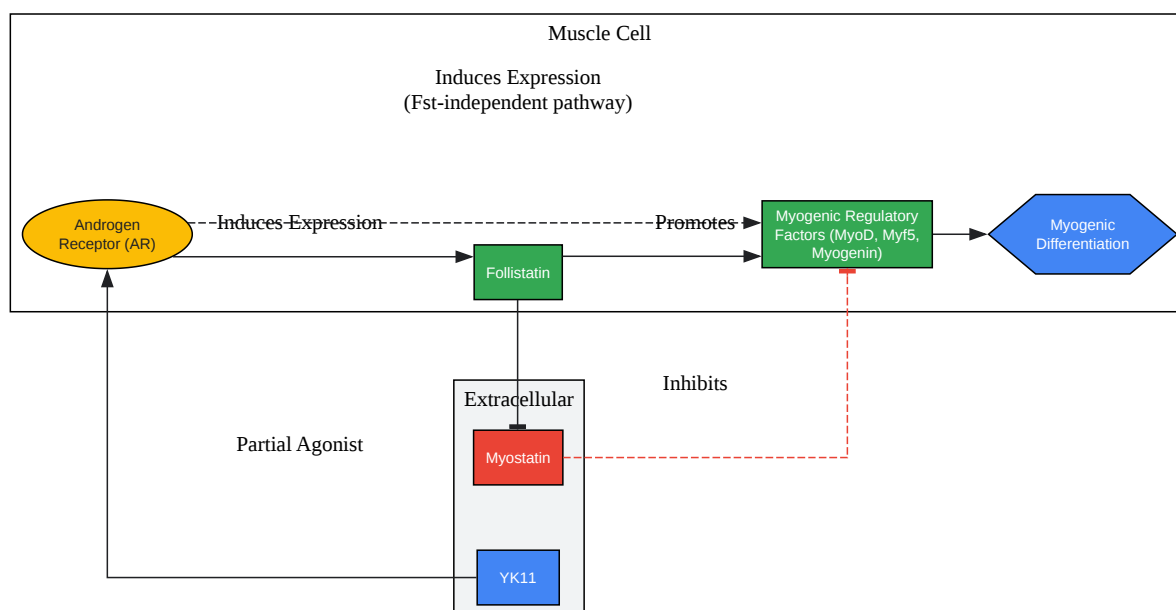 Muscle Cell
Induces Expression
(Fst-independent pathway)
Androgen
Receptor (AR)
Induces Expression
Promotes
Myogenic Regulatory
Factors (MyoD, Myf5,
Myogenin)
Myogenic
Differentiation
Follistatin
Inhibits
Extracellular
Partial Agonist
Myostatin
YK11